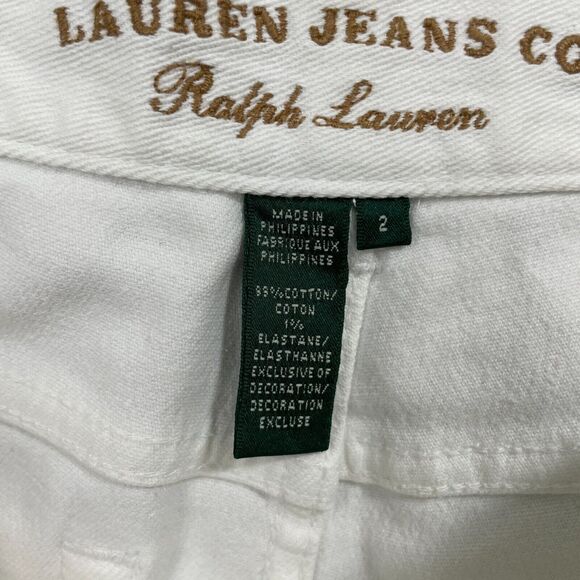 LAUREN JEANS CO
Ralph Lauren
MADE IN
PHILIPPINES
FABRIQUE AUX
PHILIPPINES
2
99% COTTON/
COTON
1%
ELASTANE/
ELASTHANNE
EXCLUSIVE OF
DECORATION/
DECORATION
EXCLUSE